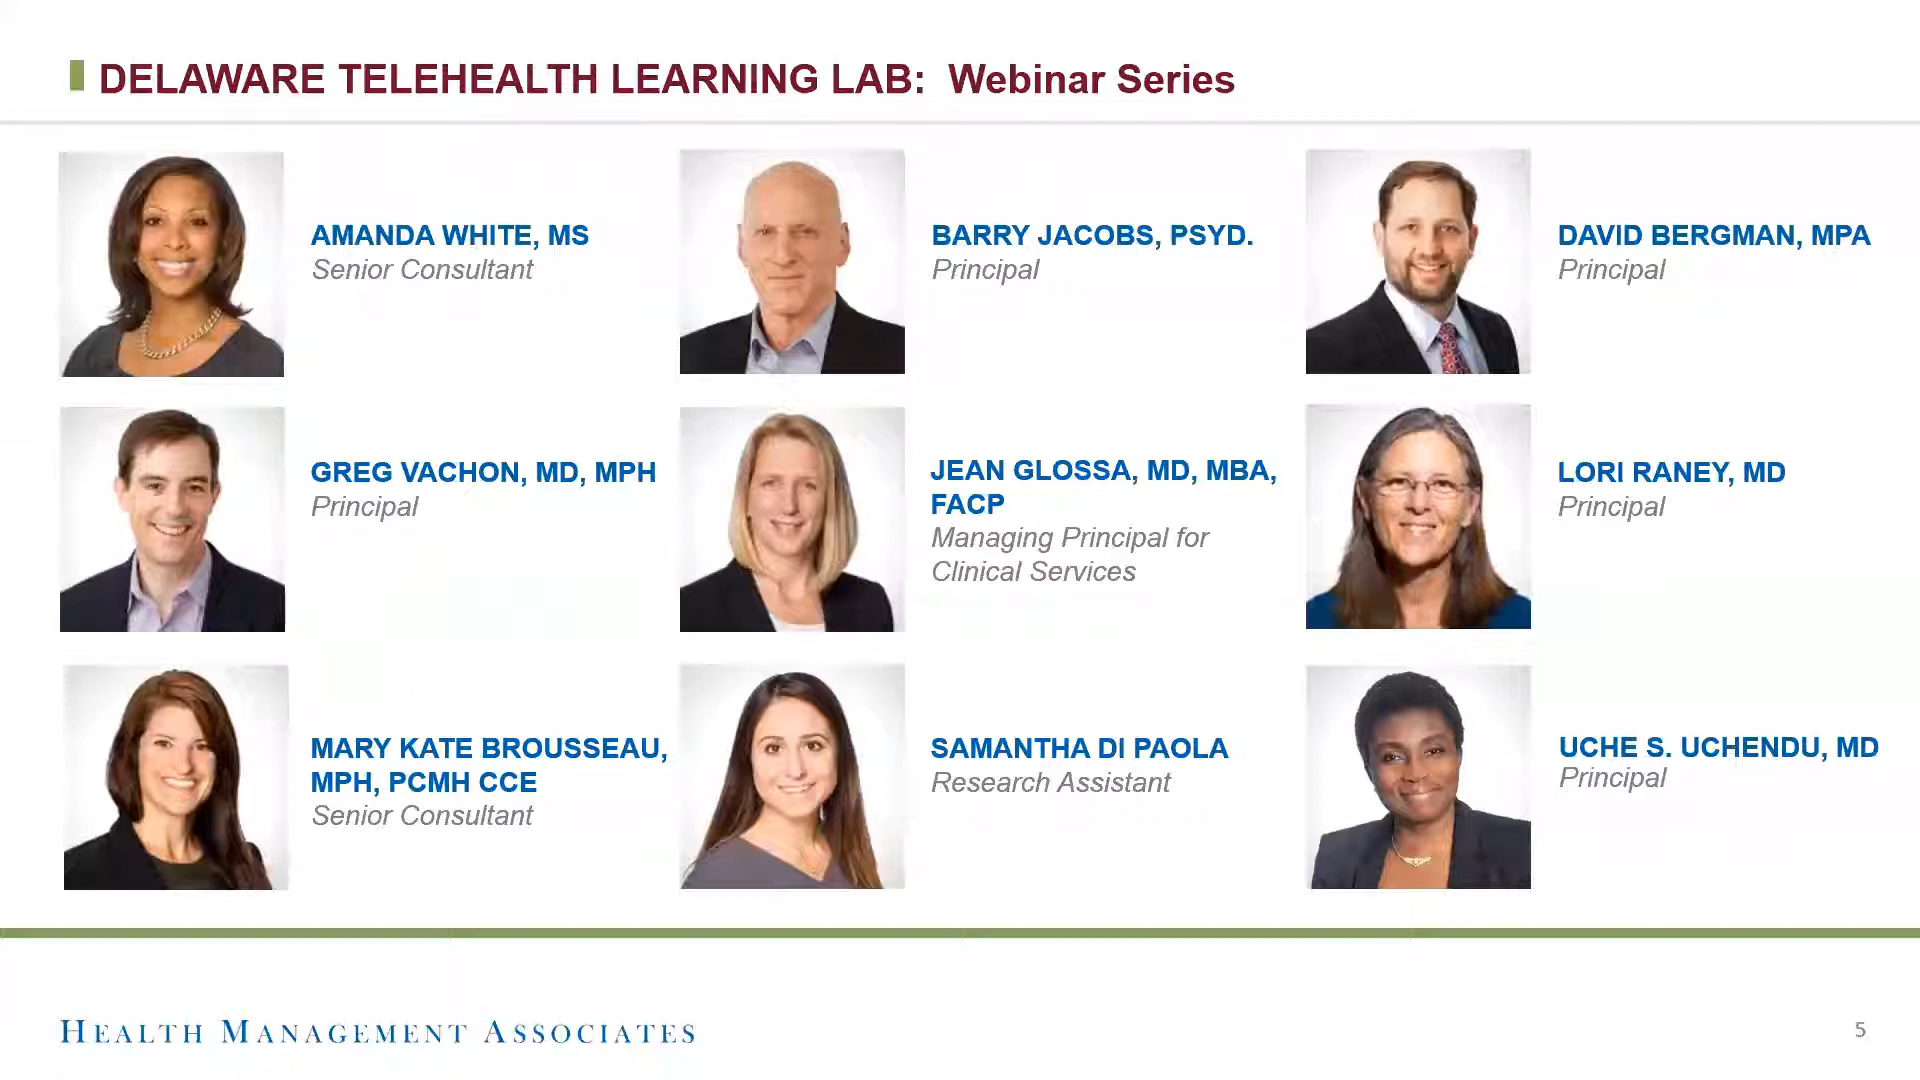 DELAWARE TELEHEALTH LEARNING LAB: Webinar Series
AMANDA WHITE, MS
Senior Consultant
BARRY JACOBS, PSYD.
Principal
DAVID BERGMAN, MPA
Principal
GREG VACHON, MD, MPH
Principal
JEAN GLOSSA, MD, MBA,
FACP
Managing Principal for
Clinical Services
LORI RANEY, MD
Principal
MARY KATE BROUSSEAU,
MPH, PCMH CCE
Senior Consultant
SAMANTHA DI PAOLA
Research Assistant
UCHE S. UCHENDU, MD
Principal
HEALTH MANAGEMENT ASSOCIATES
5